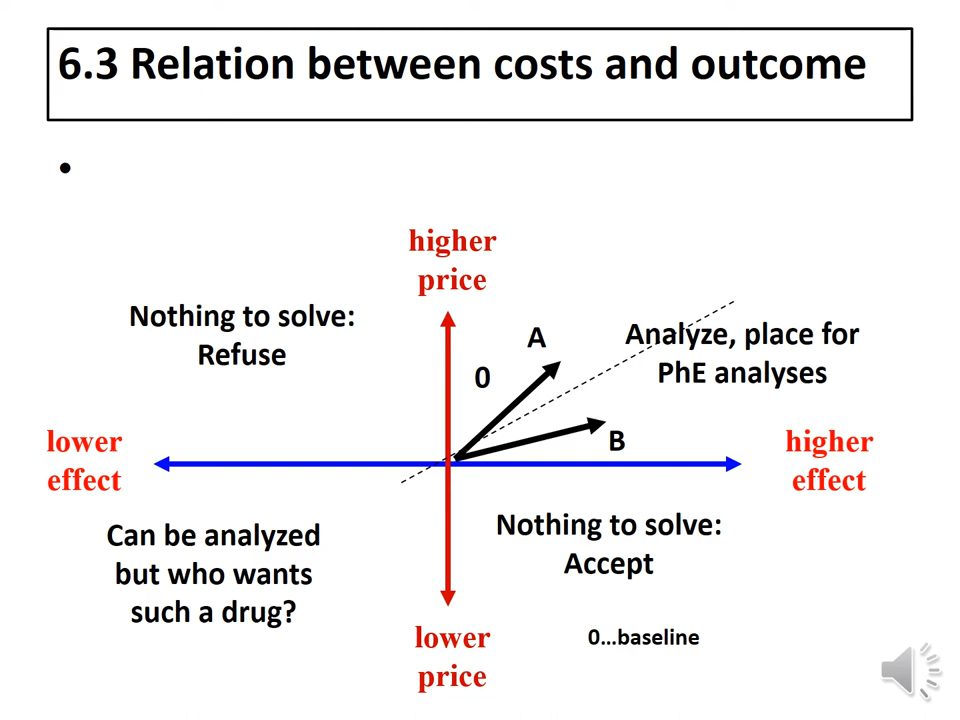 6.3 Relation between costs and outcome
•
higher
price
Nothing to solve:
Refuse
A
0
Analyze, place for
PhE analyses
lower
effect
B
higher
effect
Can be analyzed
but who wants
such a drug?
Nothing to solve:
Accept
lower
price
0...baseline